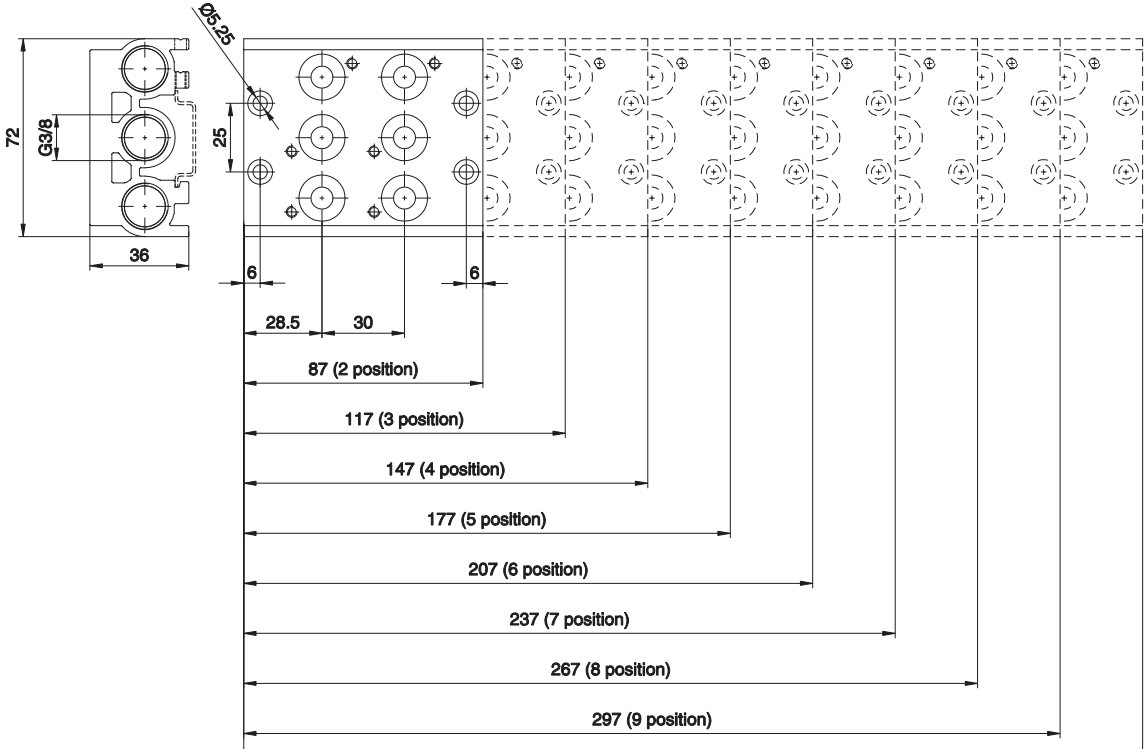 Ø5.25
72
G3/8
25
36
6
6
28.5
30
87 (2 position)
117 (3 position)
147 (4 position)
177 (5 position)
207 (6 position)
237 (7 position)
267 (8 position)
297 (9 position)